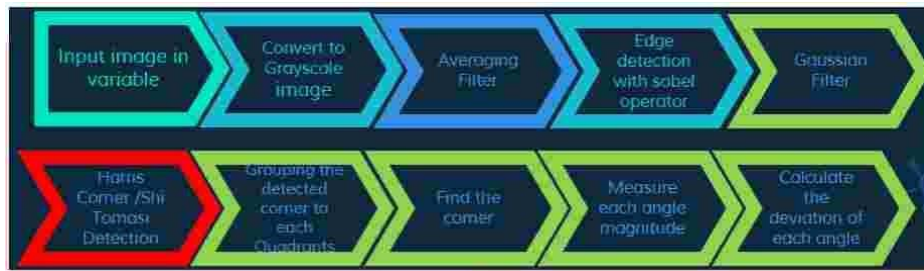 Input image in
variable
Convert to
Grayscale
image
Averaging
Filter
Edge
detection
with sobel
operator
Gaussian
Filter
Harris
Corner /Shi
Tomasi
Detection
Grouping the
detected
corner to
each
Quadrants
Find the
corner
Measure
each angle
magnitude
Calculate
the
deviation of
each angle